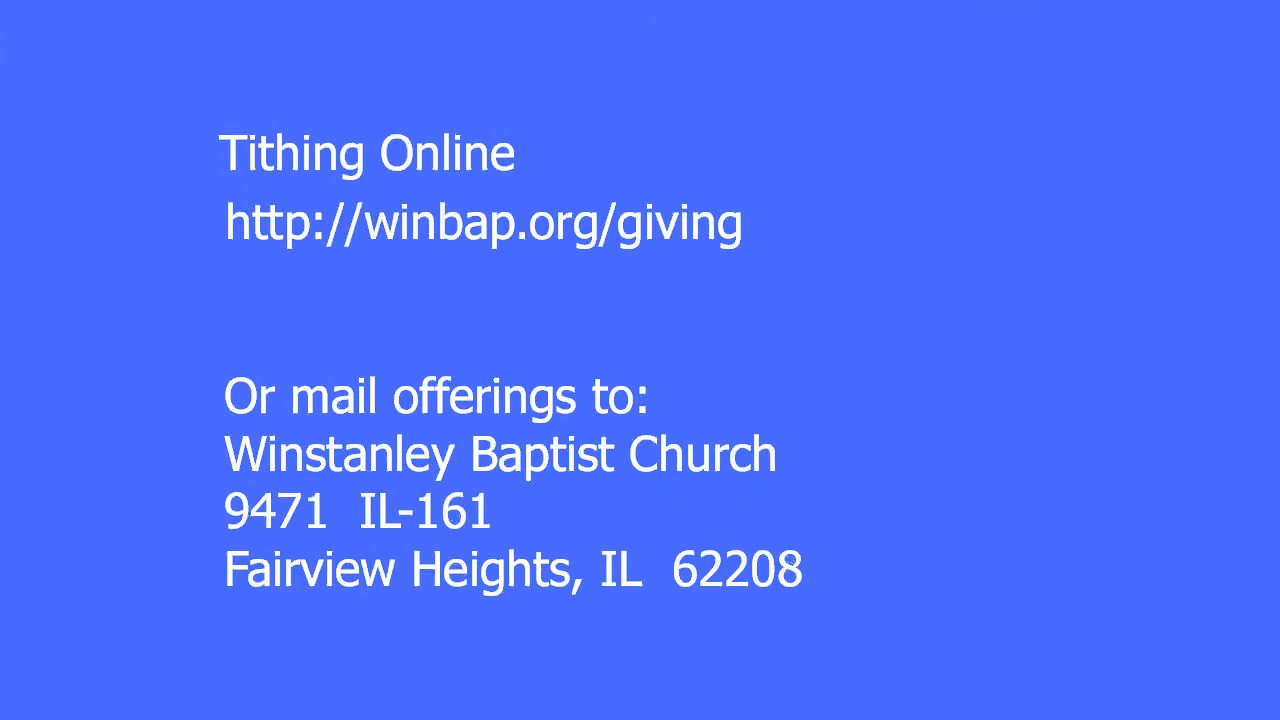 Tithing Online
http://winbap.org/giving
Or mail offerings to:
Winstanley Baptist Church
9471  IL-161
Fairview Heights, IL  62208